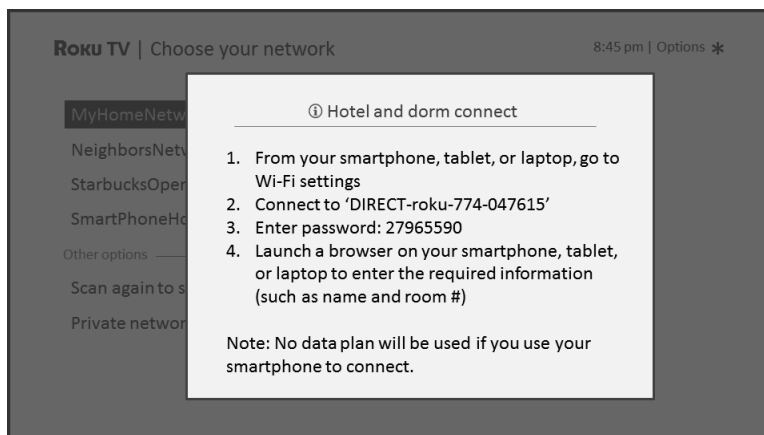 ROKU TV | Choose your network
8:45 pm | Options ✱
ⓘ Hotel and dorm connect
MyHomeNetw
NeighborsNetw
StarbucksOper
SmartPhoneHo
Other options
Scan again to s
Private networ
1. From your smartphone, tablet, or laptop, go to
Wi-Fi settings
2. Connect to ‘DIRECT-roku-774-047615’
3. Enter password: 27965590
4. Launch a browser on your smartphone, tablet,
or laptop to enter the required information
(such as name and room #)
Note: No data plan will be used if you use your
smartphone to connect.